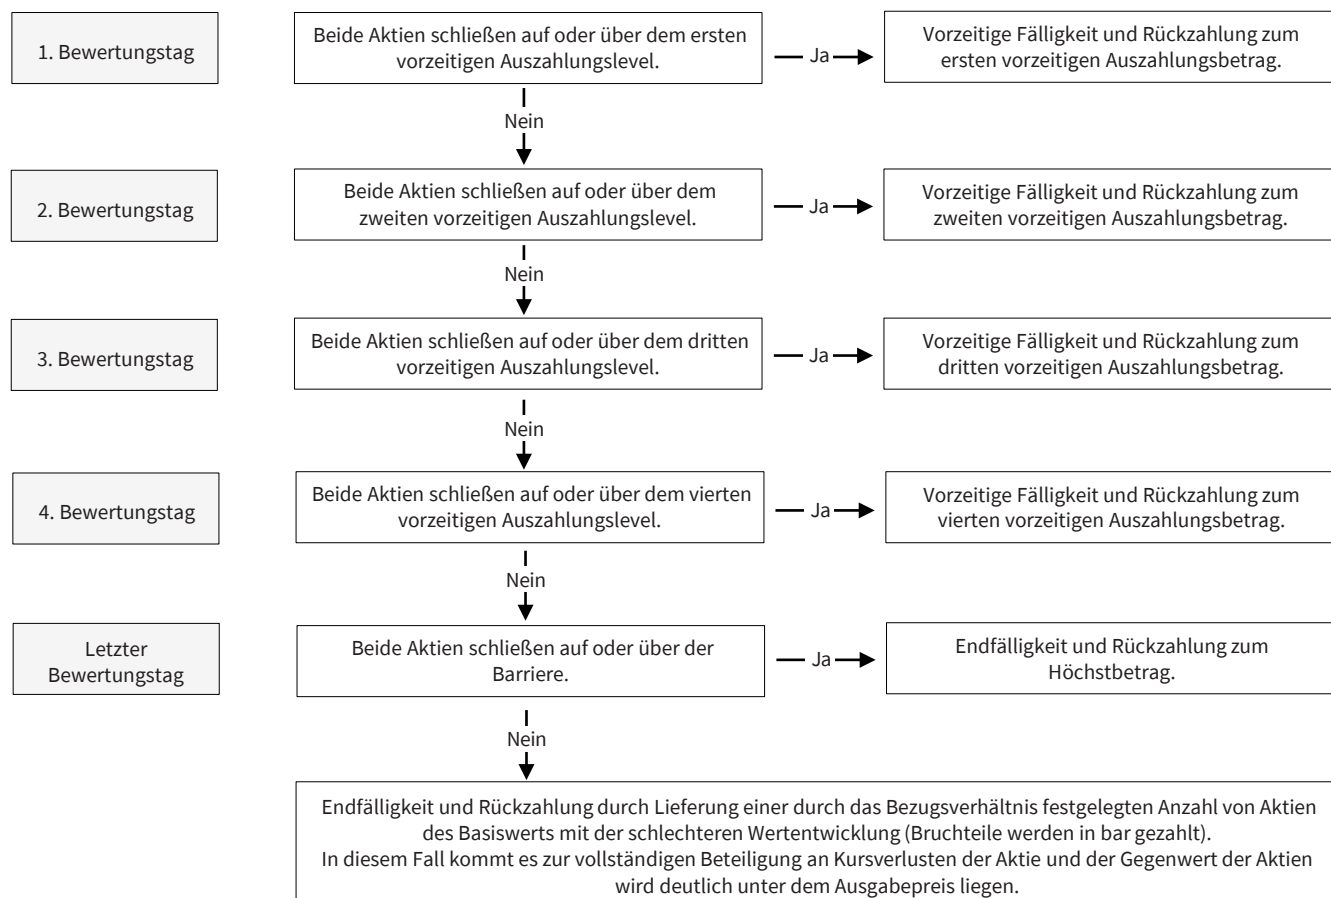 1. Bewertungstag
Beide Aktien schließen auf oder über dem ersten
vorzeitigen Auszahlungslevel.
Ja
Vorzeitige Fälligkeit und Rückzahlung zum
ersten vorzeitigen Auszahlungsbetrag.
Nein
2. Bewertungstag
Beide Aktien schließen auf oder über dem
zweiten vorzeitigen Auszahlungslevel.
Ja
Vorzeitige Fälligkeit und Rückzahlung zum
zweiten vorzeitigen Auszahlungsbetrag.
Nein
3. Bewertungstag
Beide Aktien schließen auf oder über dem dritten
vorzeitigen Auszahlungslevel.
Ja
Vorzeitige Fälligkeit und Rückzahlung zum
dritten vorzeitigen Auszahlungsbetrag.
Nein
4. Bewertungstag
Beide Aktien schließen auf oder über dem vierten
vorzeitigen Auszahlungslevel.
Ja
Vorzeitige Fälligkeit und Rückzahlung zum
vierten vorzeitigen Auszahlungsbetrag.
Nein
Letzter
Bewertungstag
Beide Aktien schließen auf oder über der
Barriere.
Ja
Endfälligkeit und Rückzahlung zum
Höchstbetrag.
Nein
Endfälligkeit und Rückzahlung durch Lieferung einer durch das Bezugsverhältnis festgelegten Anzahl von Aktien
des Basiswerts mit der schlechteren Wertentwicklung (Bruchteile werden in bar gezahlt).
In diesem Fall kommt es zur vollständigen Beteiligung an Kursverlusten der Aktie und der Gegenwert der Aktien
wird deutlich unter dem Ausgabepreis liegen.